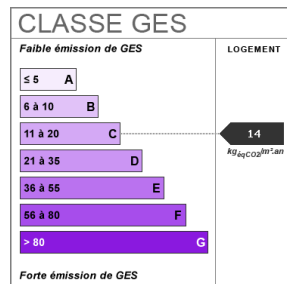 CLASSE GES
Faible émission de GES
LOGEMENT
≤ 5 A
6 à 10 B
11 à 20 C
14
kgéqCO2/m².an
21 à 35 D
36 à 55 E
56 à 80 F
> 80 G
Forte émission de GES